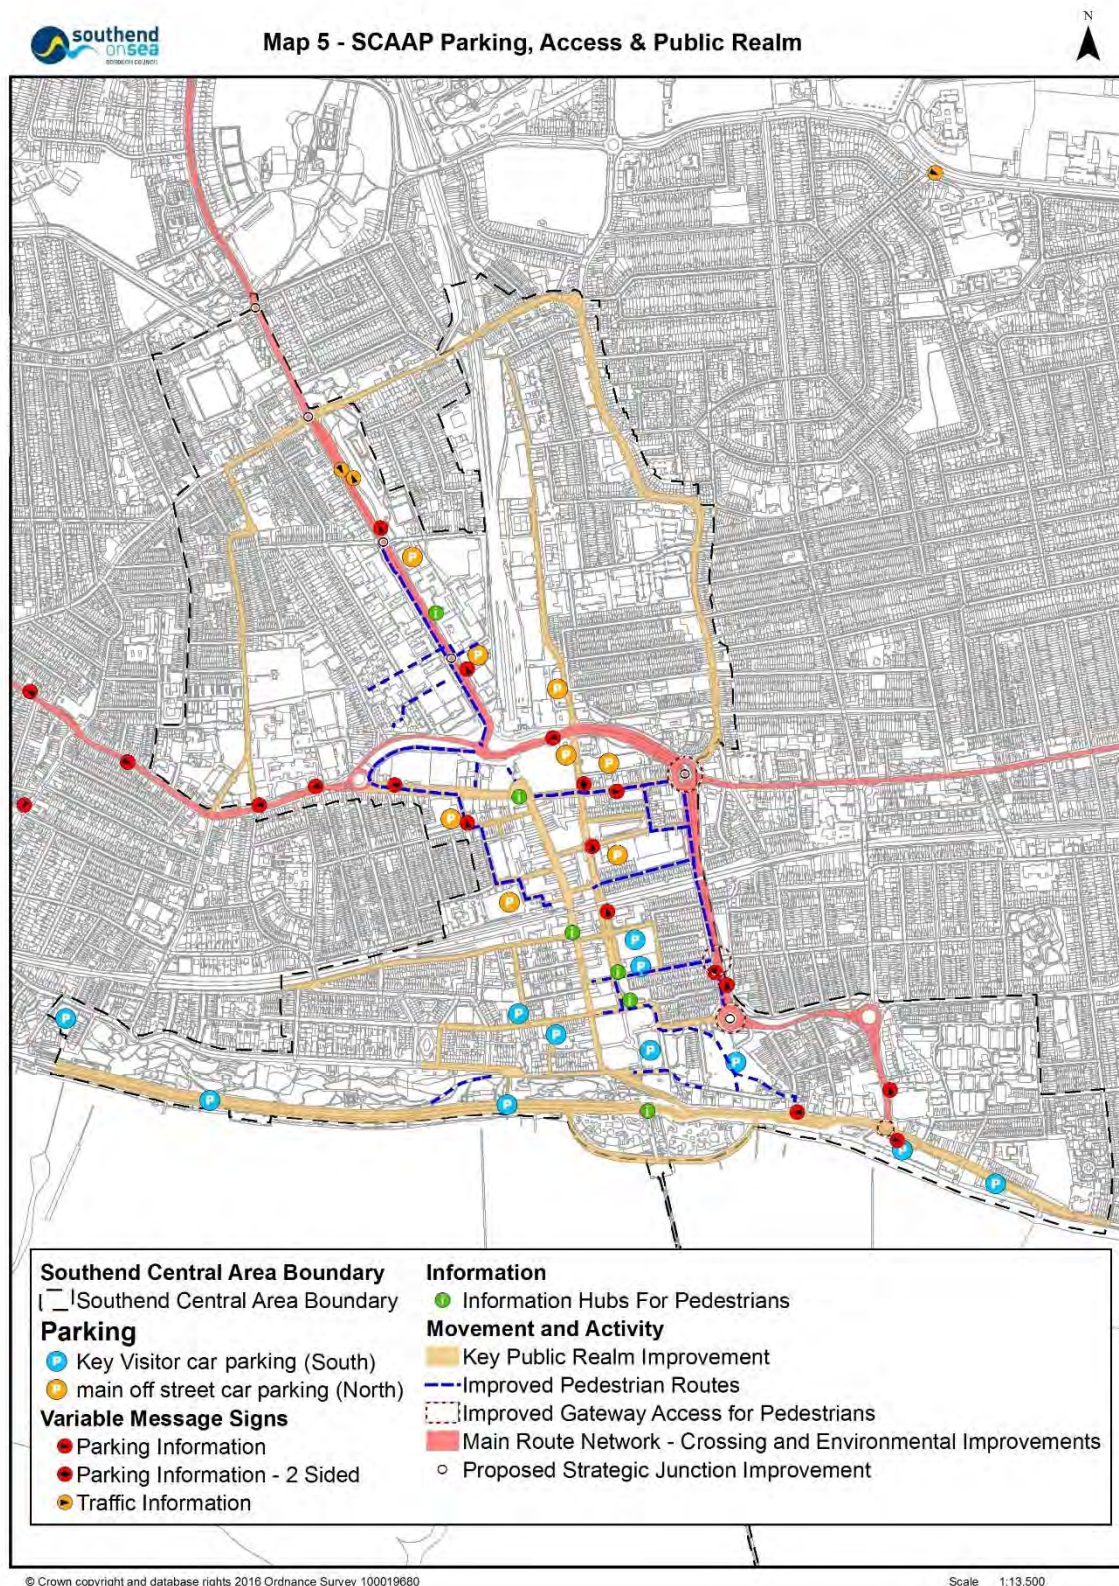 southend
on sea
BOROUGH COUNCIL
Map 5 - SCAAP Parking, Access & Public Realm
N
Southend Central Area Boundary
Southend Central Area Boundary
Parking
P Key Visitor car parking (South)
P main off street car parking (North)
Variable Message Signs
Parking Information
Parking Information - 2 Sided
Traffic Information
Information
i Information Hubs For Pedestrians
Movement and Activity
Key Public Realm Improvement
Improved Pedestrian Routes
Improved Gateway Access for Pedestrians
Main Route Network - Crossing and Environmental Improvements
Proposed Strategic Junction Improvement
© Crown copyright and database rights 2016 Ordnance Survey 100019680
Scale 1:13,500